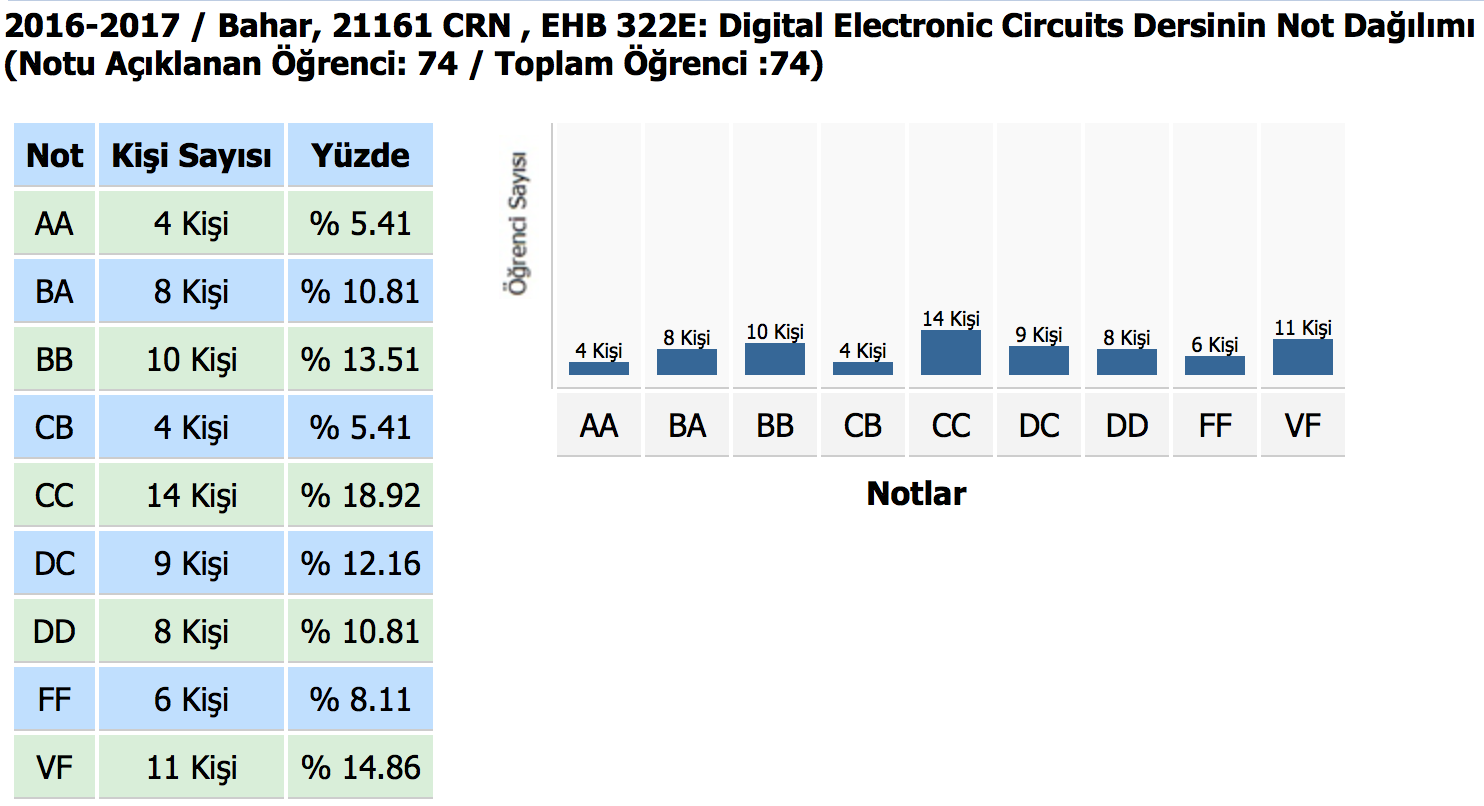 2016-2017 / Bahar, 21161 CRN , EHB 322E: Digital Electronic Circuits Dersinin Not Dağılımı
(Notu Açıklanan Öğrenci: 74 / Toplam Öğrenci :74)
Not Kişi Sayısı Yüzde
AA 4 Kişi % 5.41
BA 8 Kişi % 10.81
BB 10 Kişi % 13.51
CB 4 Kişi % 5.41
CC 14 Kişi % 18.92
DC 9 Kişi % 12.16
DD 8 Kişi % 10.81
FF 6 Kişi % 8.11
VF 11 Kişi % 14.86
Öğrenci Sayısı
4 Kişi 8 Kişi 10 Kişi 4 Kişi 14 Kişi 9 Kişi 8 Kişi 6 Kişi 11 Kişi
AA BA BB CB CC DC DD FF VF
Notlar